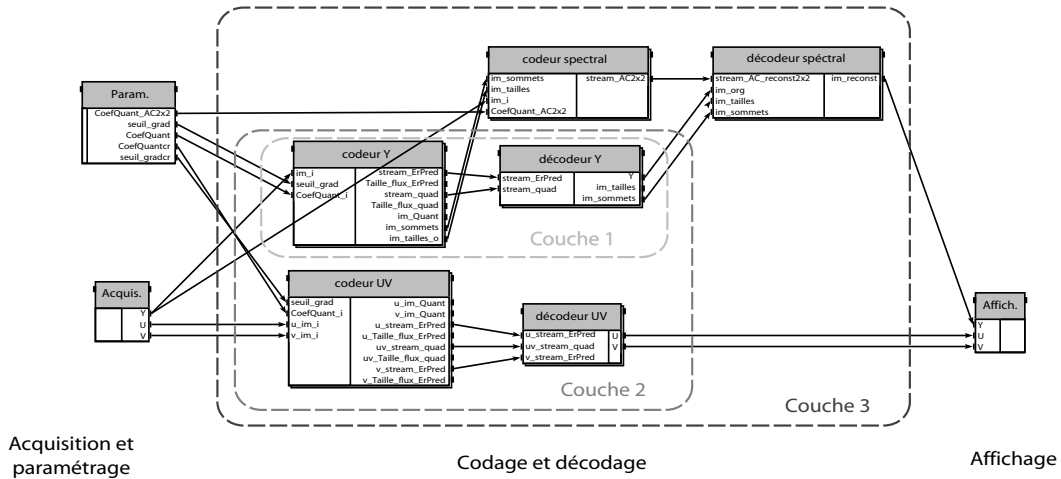 codeur spectral
im_sommets
im_tailles
im_i
CoefQuant_AC2x2
stream_AC2x2
décodeur spéctral
stream_AC_reconst2x2
im_org
im_tailles
im_sommets
im_reconst
Param.
CoefQuant_AC2x2
seuil_grad
CoefQuant
CoefQuantcr
seuil_gradcr
codeur Y
im_i
seuil_grad
CoefQuant_i
stream_ErPred
Taille_flux_ErPred
stream_quad
Taille_flux_quad
im_Quant
im_sommets
im_tailles_o
décodeur Y
stream_ErPred
stream_quad
Y
im_tailles
im_sommets
Couche 1
Acquis.
Y
U
V
codeur UV
seuil_grad
CoefQuant_i
u_im_i
v_im_i
u_im_Quant
v_im_Quant
u_stream_ErPred
u_Taille_flux_ErPred
uv_stream_quad
uv_Taille_flux_quad
v_stream_ErPred
v_Taille_flux_ErPred
décodeur UV
u_stream_ErPred
uv_stream_quad
v_stream_ErPred
U
V
Couche 2
Couche 3
Affich.
Y
U
V
Acquisition et
paramétrage
Codage et décodage
Affichage